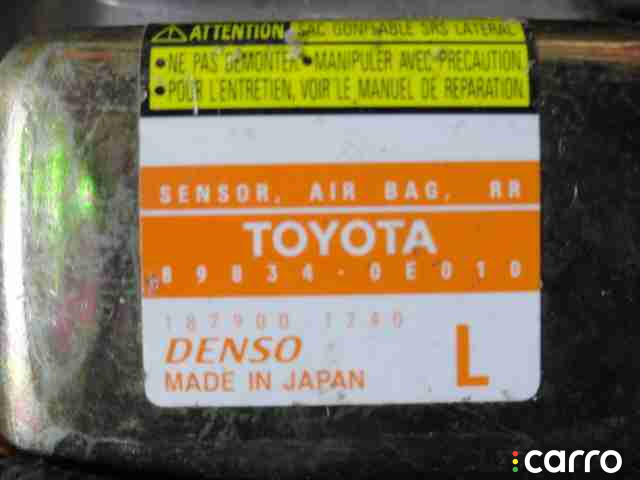 ATTENTION SAC GONFLABLE SRS LATERAL
• NE PAS DEMONTER • MANIPULER AVEC PRECAUTION
• POUR L'ENTRETIEN, VOIR LE MANUEL DE REPARATION
SENSOR, AIR BAG, RR
TOYOTA
89834-0E010
187900-1240
DENSO
MADE IN JAPAN
L
carro